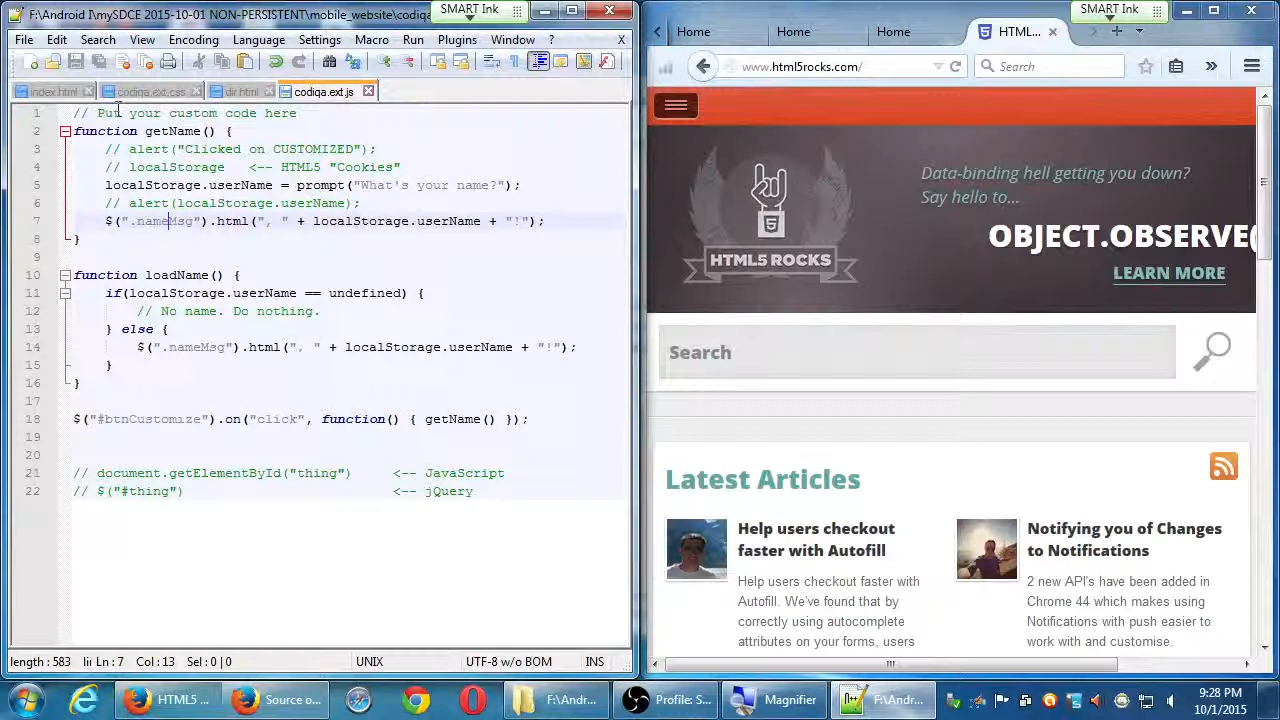 F:\Android I\mySDCE 2015-10-01 NON-PERSISTENT\mobile_website\codiqa
SMART Ink
File Edit Search View Encoding Language Settings Macro Run Plugins Window ? X
index.html codiqa.ext.css dir.html codiqa.ext.js
1 // Put your custom code here
2 function getName() {
3 // alert("Clicked on CUSTOMIZED");
4 // localStorage <-- HTML5 "Cookies"
5 localStorage.userName = prompt("What's your name?");
6 // alert(localStorage.userName);
7 $(".nameMsg").html(", " + localStorage.userName + "!");
8 }
9
10 function loadName() {
11 if(localStorage.userName == undefined) {
12 // No name. Do nothing.
13 } else {
14 $(".nameMsg").html(", " + localStorage.userName + "!");
15 }
16 }
17
18 $("#btnCustomize").on("click", function() { getName() });
19
20
21 // document.getElementById("thing") <-- JavaScript
22 // $("#thing") <-- jQuery
length : 583 li Ln : 7 Col : 13 Sel : 0 | 0 UNIX UTF-8 w/o BOM INS
SMART Ink
Home Home Home HTML...
www.html5rocks.com/ Search
HTML5 ROCKS
Data-binding hell getting you down?
Say hello to...
OBJECT.OBSERVE(
LEARN MORE
Search
Latest Articles
Help users checkout
faster with Autofill
Help users checkout faster with
Autofill. We've found that by
correctly using autocomplete
attributes on your forms, users
Notifying you of Changes
to Notifications
2 new API's have been added in
Chrome 44 which makes using
Notifications with push easier to
work with and customise.
HTML5 ... Source o... F:\Andr... Profile: S... Magnifier F:\Andr...
9:28 PM
10/1/2015